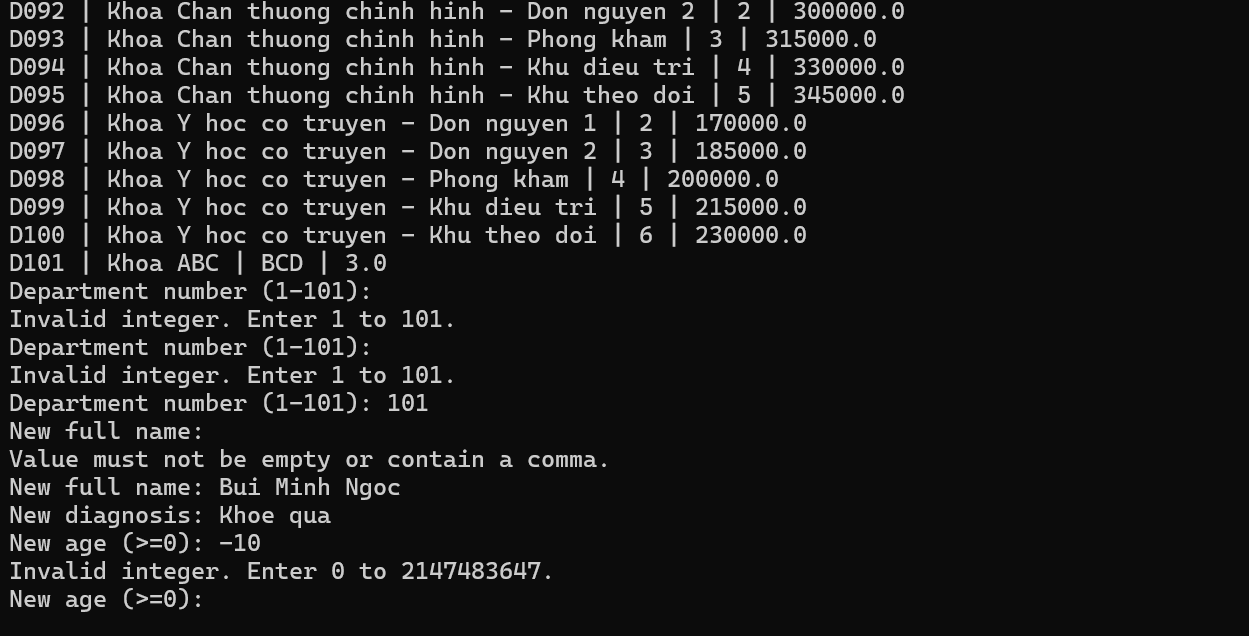 D092 | Khoa Chan thuong chinh hinh - Don nguyen 2 | 2 | 300000.0
D093 | Khoa Chan thuong chinh hinh - Phong kham | 3 | 315000.0
D094 | Khoa Chan thuong chinh hinh - Khu dieu tri | 4 | 330000.0
D095 | Khoa Chan thuong chinh hinh - Khu theo doi | 5 | 345000.0
D096 | Khoa Y hoc co truyen - Don nguyen 1 | 2 | 170000.0
D097 | Khoa Y hoc co truyen - Don nguyen 2 | 3 | 185000.0
D098 | Khoa Y hoc co truyen - Phong kham | 4 | 200000.0
D099 | Khoa Y hoc co truyen - Khu dieu tri | 5 | 215000.0
D100 | Khoa Y hoc co truyen - Khu theo doi | 6 | 230000.0
D101 | Khoa ABC | BCD | 3.0
Department number (1-101):
Invalid integer. Enter 1 to 101.
Department number (1-101):
Invalid integer. Enter 1 to 101.
Department number (1-101): 101
New full name:
Value must not be empty or contain a comma.
New full name: Bui Minh Ngoc
New diagnosis: Khoe qua
New age (>=0): -10
Invalid integer. Enter 0 to 2147483647.
New age (>=0):